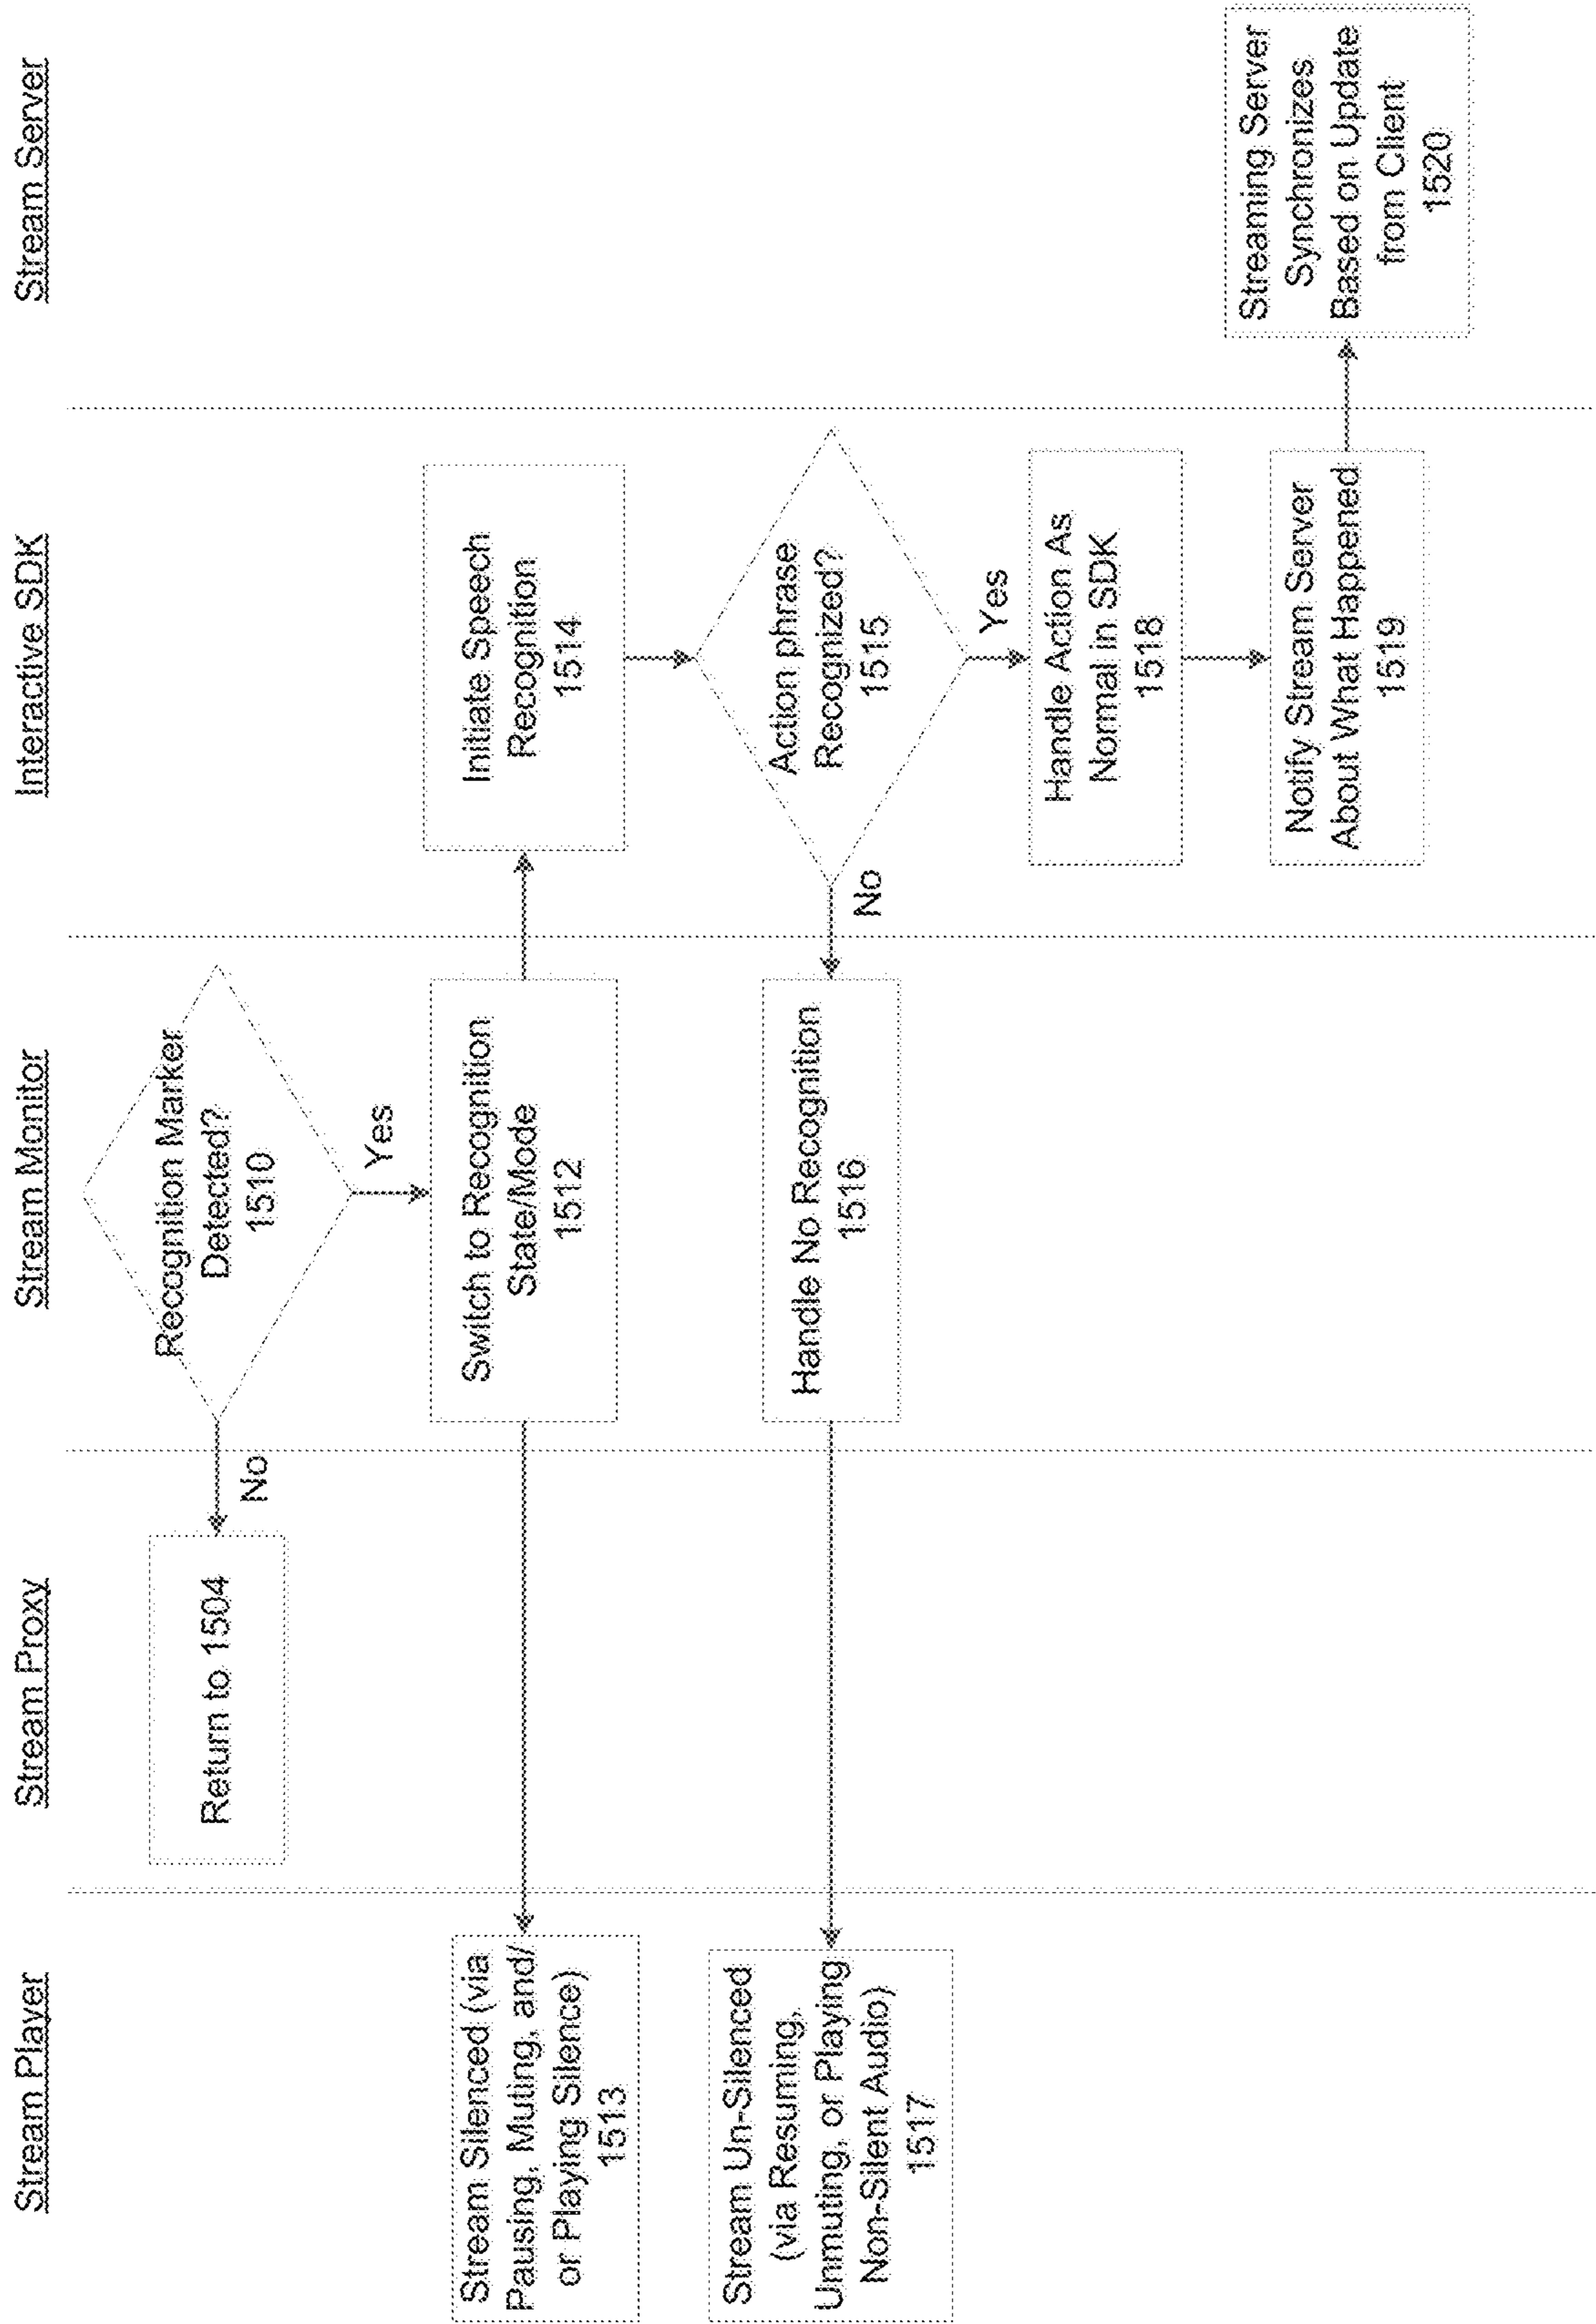 Stream Player
Stream Proxy
Stream Monitor
Interactive SDK
Stream Server
Return to 1504
No
Recognition Marker
Detected?
1510
Yes
Stream Silenced (via
Pausing, Muting, and/
or Playing Silence)
1513
Switch to Recognition
State/Mode
1512
Initiate Speech
Recognition
1514
Stream Un-Silenced
(via Resuming,
Unmuting, or Playing
Non-Silent Audio)
1517
Handle No Recognition
1516
No
Action phrase
Recognized?
1515
Yes
Handle Action As
Normal in SDK
1518
Notify Stream Server
About What Happened
1519
Streaming Server
Synchronizes
Based on Update
from Client
1520